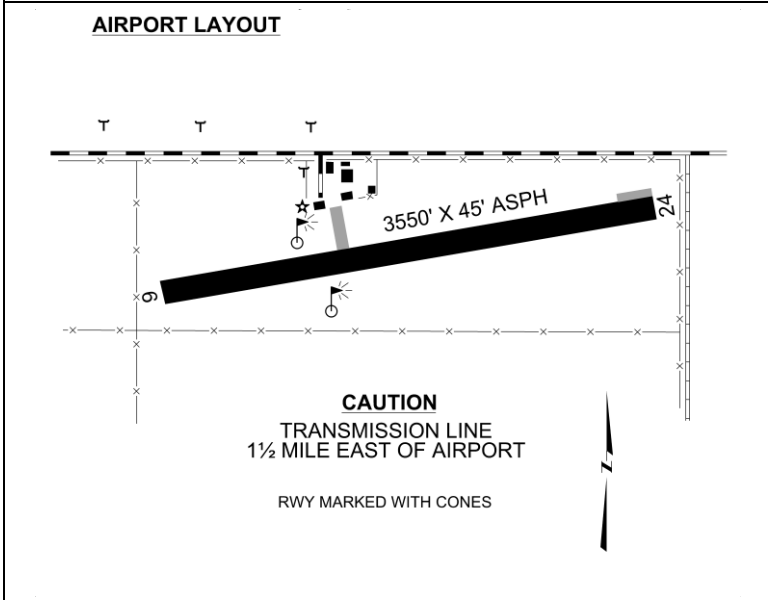 AIRPORT LAYOUT
3550' X 45' ASPH
24
6
CAUTION
TRANSMISSION LINE
1½ MILE EAST OF AIRPORT
N
RWY MARKED WITH CONES